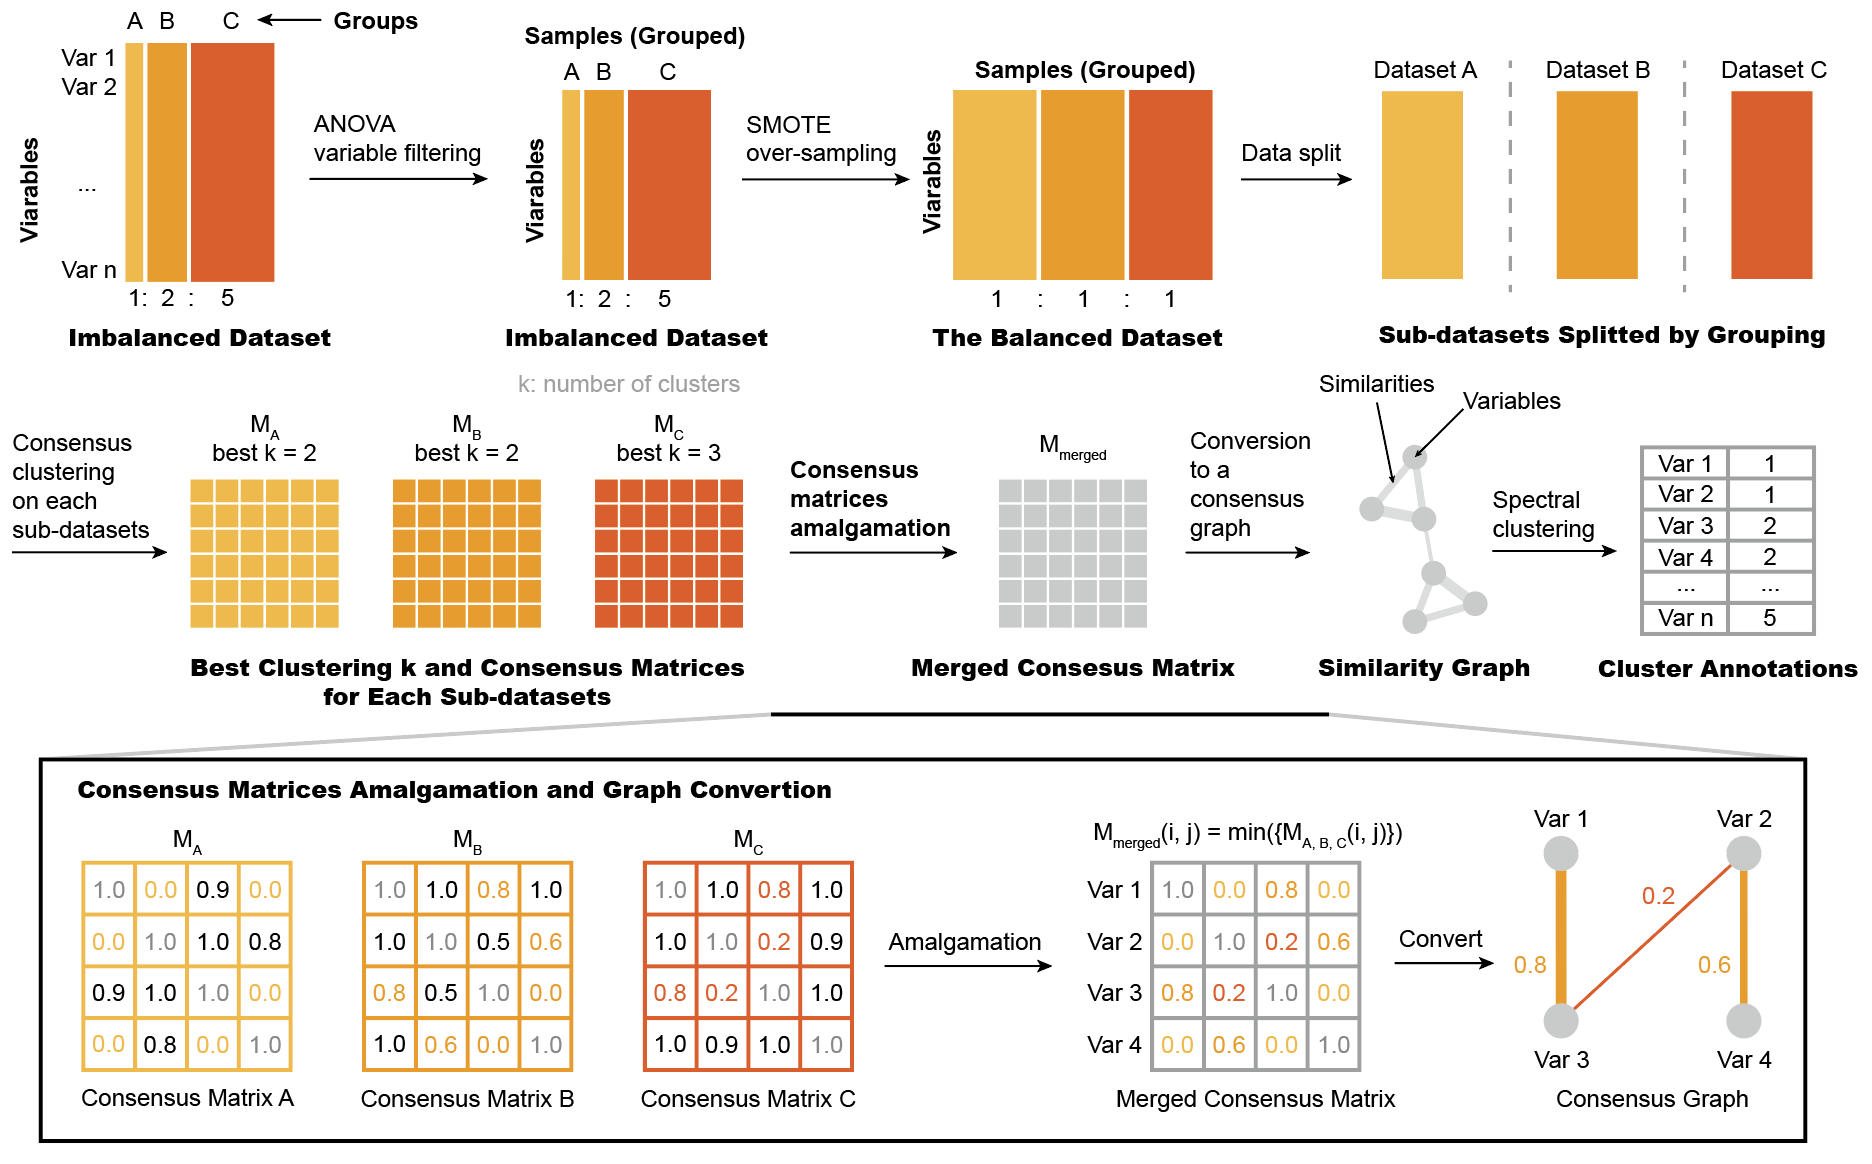 A B C Groups
Var 1
Var 2
...
Var n
Viarables
1: 2 : 5
Imbalanced Dataset
ANOVA
variable filtering
Samples (Grouped)
A B C
Viarables
1: 2 : 5
Imbalanced Dataset
SMOTE
over-sampling
Samples (Grouped)
Viarables
1 : 1 : 1
The Balanced Dataset
Data split
Dataset A Dataset B Dataset C
Sub-datasets Splitted by Grouping
k: number of clusters
Consensus
clustering
on each
sub-datasets
M_A
best k = 2
M_B
best k = 2
M_C
best k = 3
Best Clustering k and Consensus Matrices
for Each Sub-datasets
Consensus
matrices
amalgamation
M_merged
Merged Consesus Matrix
Conversion
to a
consensus
graph
Similarities
Variables
Similarity Graph
Spectral
clustering
Var 1 1
Var 2 1
Var 3 2
Var 4 2
... ...
Var n 5
Cluster Annotations
Consensus Matrices Amalgamation and Graph Convertion
M_A
1.0 0.0 0.9 0.0
0.0 1.0 1.0 0.8
0.9 1.0 1.0 0.0
0.0 0.8 0.0 1.0
Consensus Matrix A
M_B
1.0 1.0 0.8 1.0
1.0 1.0 0.5 0.6
0.8 0.5 1.0 0.0
1.0 0.6 0.0 1.0
Consensus Matrix B
M_C
1.0 1.0 0.8 1.0
1.0 1.0 0.2 0.9
0.8 0.2 1.0 1.0
1.0 0.9 1.0 1.0
Consensus Matrix C
Amalgamation
M_merged(i, j) = min({M_A, B, C(i, j)})
Var 1 1.0 0.0 0.8 0.0
Var 2 0.0 1.0 0.2 0.6
Var 3 0.8 0.2 1.0 0.0
Var 4 0.0 0.6 0.0 1.0
Merged Consensus Matrix
Convert
Var 1 Var 2
0.2
0.8 0.6
Var 3 Var 4
Consensus Graph